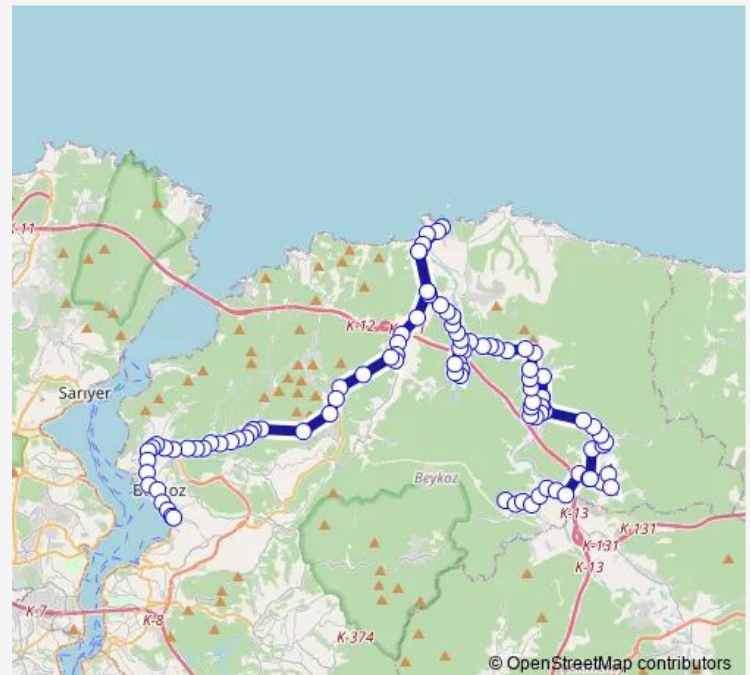 K-11
K-12
Sarıyer
Beykoz
K-13
K-131
K-131
K-13
K-7
K-8
K-374
© OpenStreetMap contributors